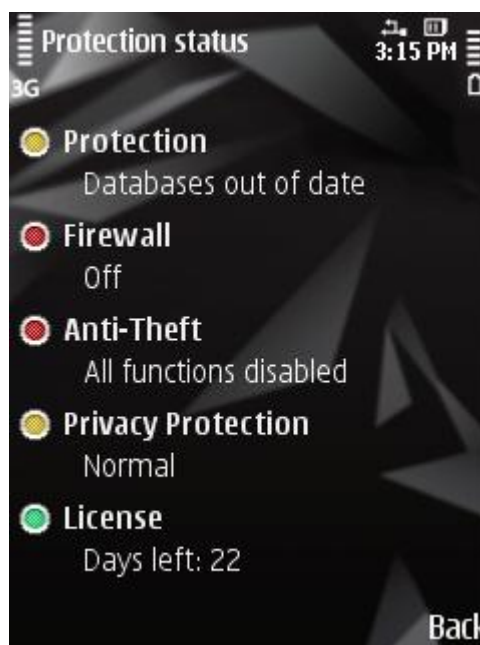 Protection status
3:15 PM
3G
Protection
Databases out of date
Firewall
Off
Anti-Theft
All functions disabled
Privacy Protection
Normal
License
Days left: 22
Back